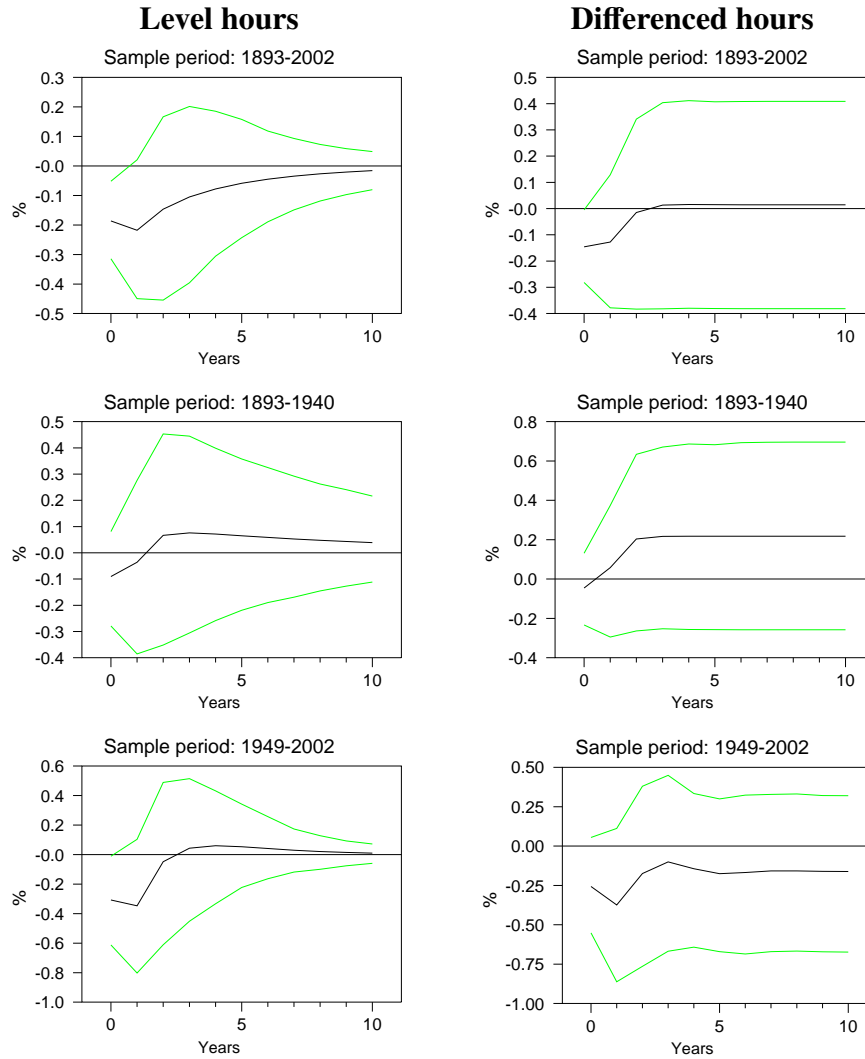 Level hours
Sample period: 1893-2002
0.3
0.2
0.1
-0.0
-0.1
-0.2
-0.3
-0.4
-0.5
%
0 5 10
Years
Differenced hours
Sample period: 1893-2002
0.5
0.4
0.3
0.2
0.1
-0.0
-0.1
-0.2
-0.3
-0.4
%
0 5 10
Years
Sample period: 1893-1940
0.5
0.4
0.3
0.2
0.1
-0.0
-0.1
-0.2
-0.3
-0.4
%
0 5 10
Years
Sample period: 1893-1940
0.8
0.6
0.4
0.2
0.0
-0.2
-0.4
%
0 5 10
Years
Sample period: 1949-2002
0.6
0.4
0.2
-0.0
-0.2
-0.4
-0.6
-0.8
-1.0
%
0 5 10
Years
Sample period: 1949-2002
0.50
0.25
0.00
-0.25
-0.50
-0.75
-1.00
%
0 5 10
Years